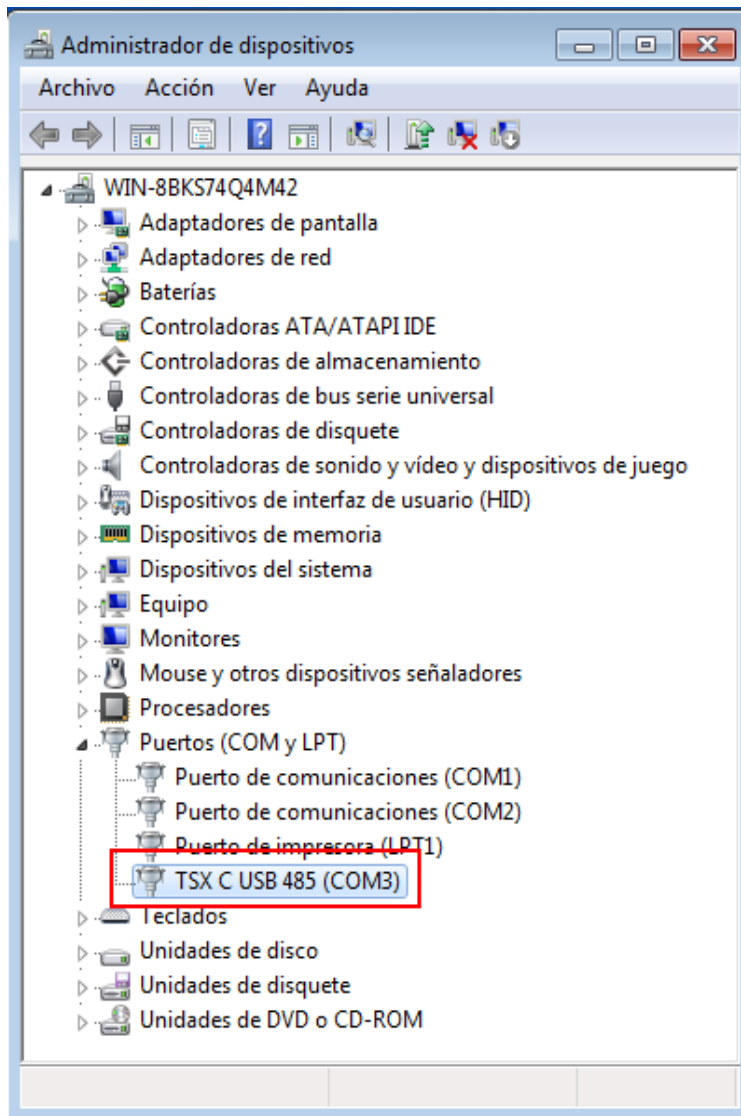 Administrador de dispositivos
Archivo Acción Ver Ayuda
WIN-8BKS74Q4M42
Adaptadores de pantalla
Adaptadores de red
Baterías
Controladoras ATA/ATAPI IDE
Controladoras de almacenamiento
Controladoras de bus serie universal
Controladoras de disquete
Controladoras de sonido y vídeo y dispositivos de juego
Dispositivos de interfaz de usuario (HID)
Dispositivos de memoria
Dispositivos del sistema
Equipo
Monitores
Mouse y otros dispositivos señaladores
Procesadores
Puertos (COM y LPT)
Puerto de comunicaciones (COM1)
Puerto de comunicaciones (COM2)
Puerto de impresora (LPT1)
TSX C USB 485 (COM3)
Teclados
Unidades de disco
Unidades de disquete
Unidades de DVD o CD-ROM